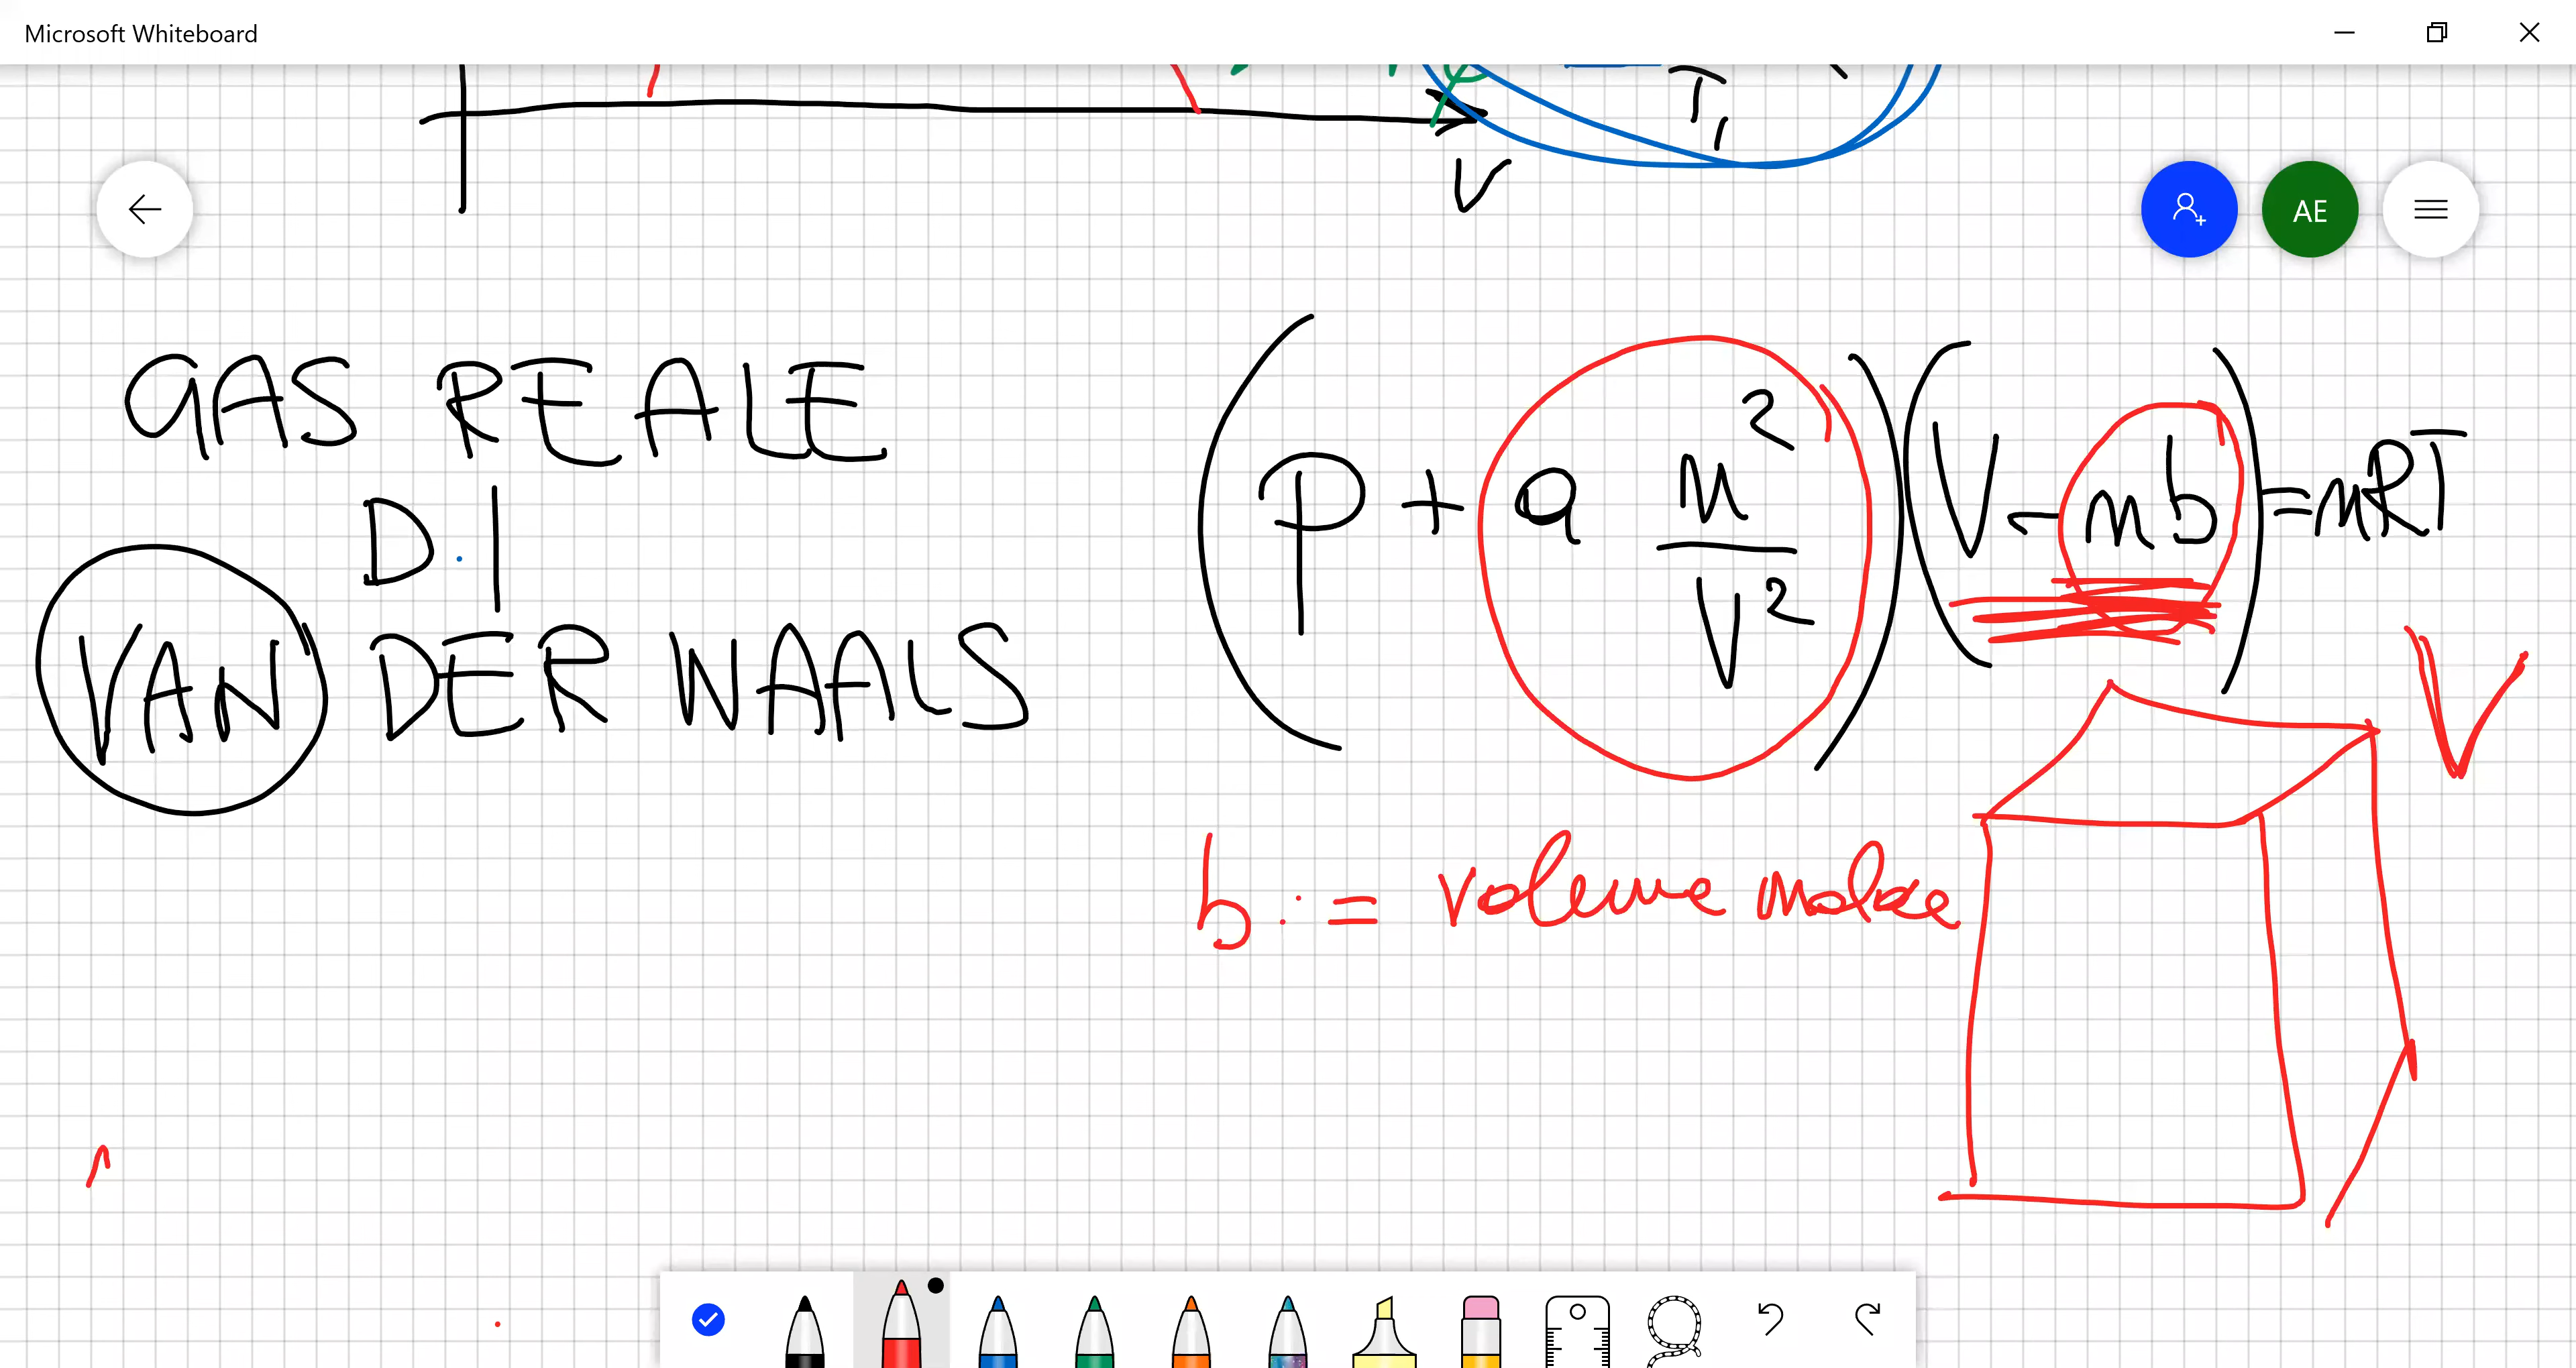 Microsoft Whiteboard
T1
V
AE
GAS REALE
DI
VAN DER WAALS
(P + a n²/V²)(V - nb) = nRT
V
b := volume molare